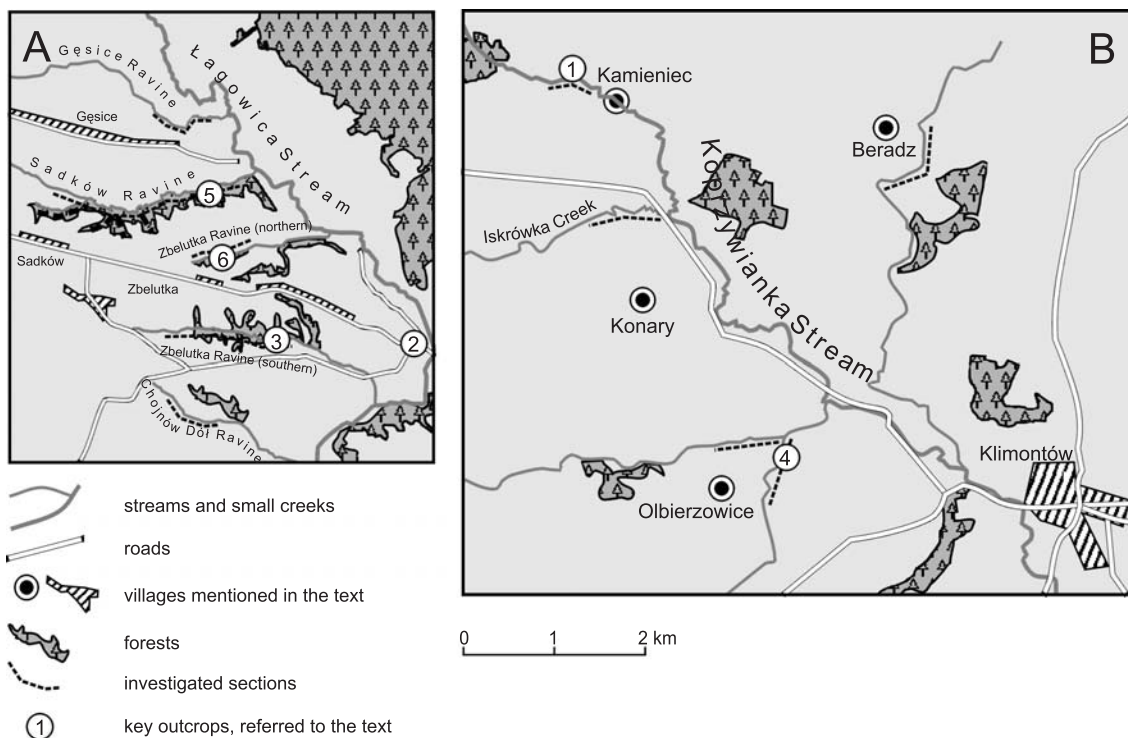 A
Gęsice Ravine
Łagowica Stream
Gęsice
Sadków Ravine
5
Zbelutka Ravine (northern)
6
Sadków
Zbelutka
3
2
Zbelutka Ravine (southern)
Chojnów Dół Ravine
B
1
Kamieniec
Beradz
Koprzywianka Stream
Iskrówka Creek
Konary
4
Olbierzowice
Klimontów
streams and small creeks
roads
villages mentioned in the text
forests
investigated sections
1 key outcrops, referred to the text
0 1 2 km